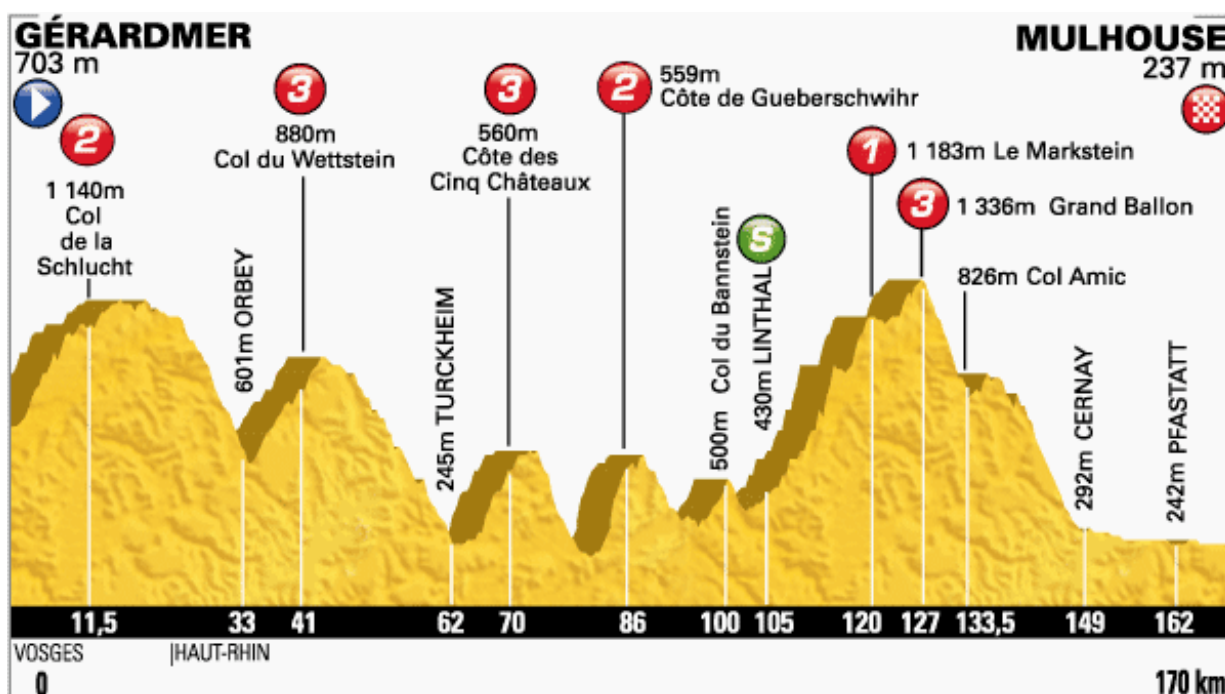 GÉRARDMER
703 m
MULHOUSE
237 m
2
1 140m
Col
de la
Schlucht
601m ORBEY
3
880m
Col du Wettstein
245m TURCKHEIM
3
560m
Côte des
Cinq Châteaux
2
559m
Côte de Gueberschwihr
500m Col du Bannstein
S
430m LINTHAL
1
1 183m Le Markstein
3
1 336m Grand Ballon
826m Col Amic
292m CERNAY
242m PFASTATT
11,5 33 41 62 70 86 100 105 120 127 133,5 149 162
VOSGES |HAUT-RHIN
0 170 km